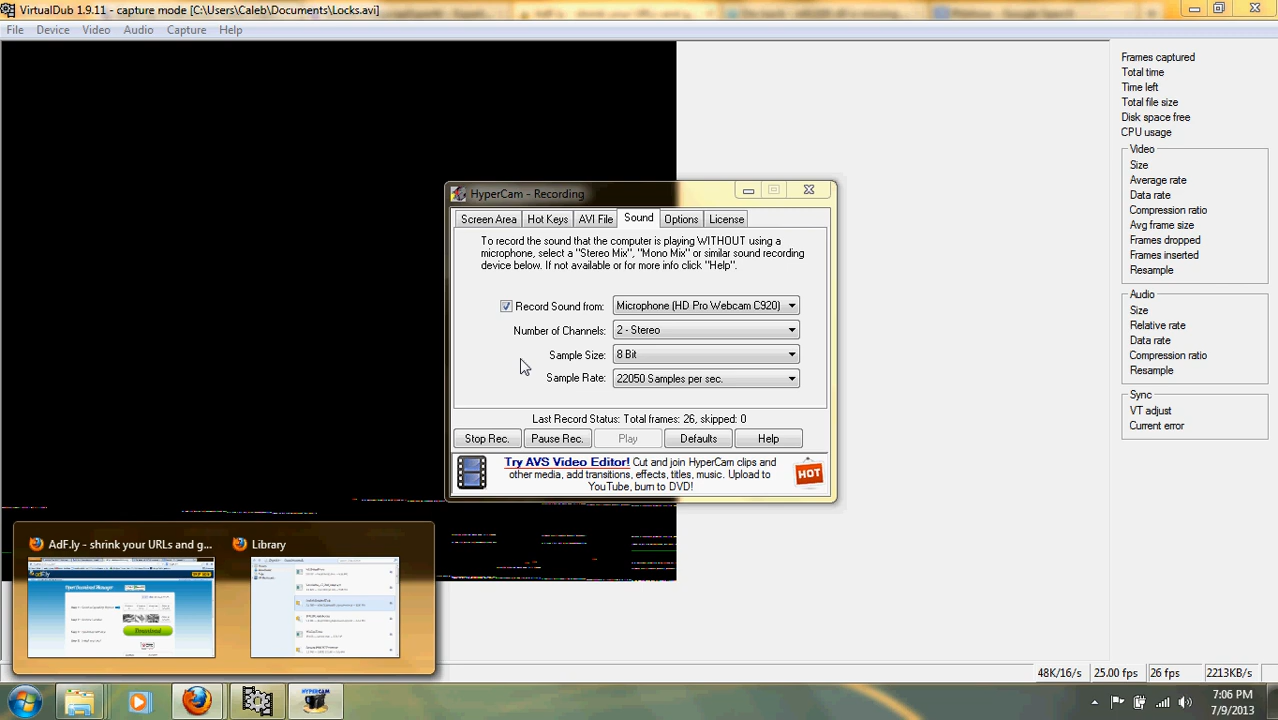 VirtualDub 1.9.11 - capture mode [C:\Users\Caleb\Documents\Locks.avi]
File Device Video Audio Capture Help
Frames captured
Total time
Time left
Total file size
Disk space free
CPU usage
Video
Size
Average rate
Data rate
Compression ratio
Avg frame size
Frames dropped
Frames inserted
Resample
Audio
Size
Relative rate
Data rate
Compression ratio
Resample
Sync
VT adjust
Current error
HyperCam - Recording
Screen Area Hot Keys AVI File Sound Options License
To record the sound that the computer is playing WITHOUT using a
microphone, select a "Stereo Mix", "Mono Mix" or similar sound recording
device below. If not available or for more info click "Help".
Record Sound from: Microphone (HD Pro Webcam C920)
Number of Channels: 2 - Stereo
Sample Size: 8 Bit
Sample Rate: 22050 Samples per sec.
Last Record Status: Total frames: 26, skipped: 0
Stop Rec. Pause Rec. Play Defaults Help
Try AVS Video Editor! Cut and join HyperCam clips and
other media, add transitions, effects, titles, music. Upload to
YouTube, burn to DVD!
HOT
AdF.ly - shrink your URLs and g... Library
Download
48K/16/s 25.00 fps 26 fps 2213KB/s
HYPERCAM
7:06 PM
7/9/2013